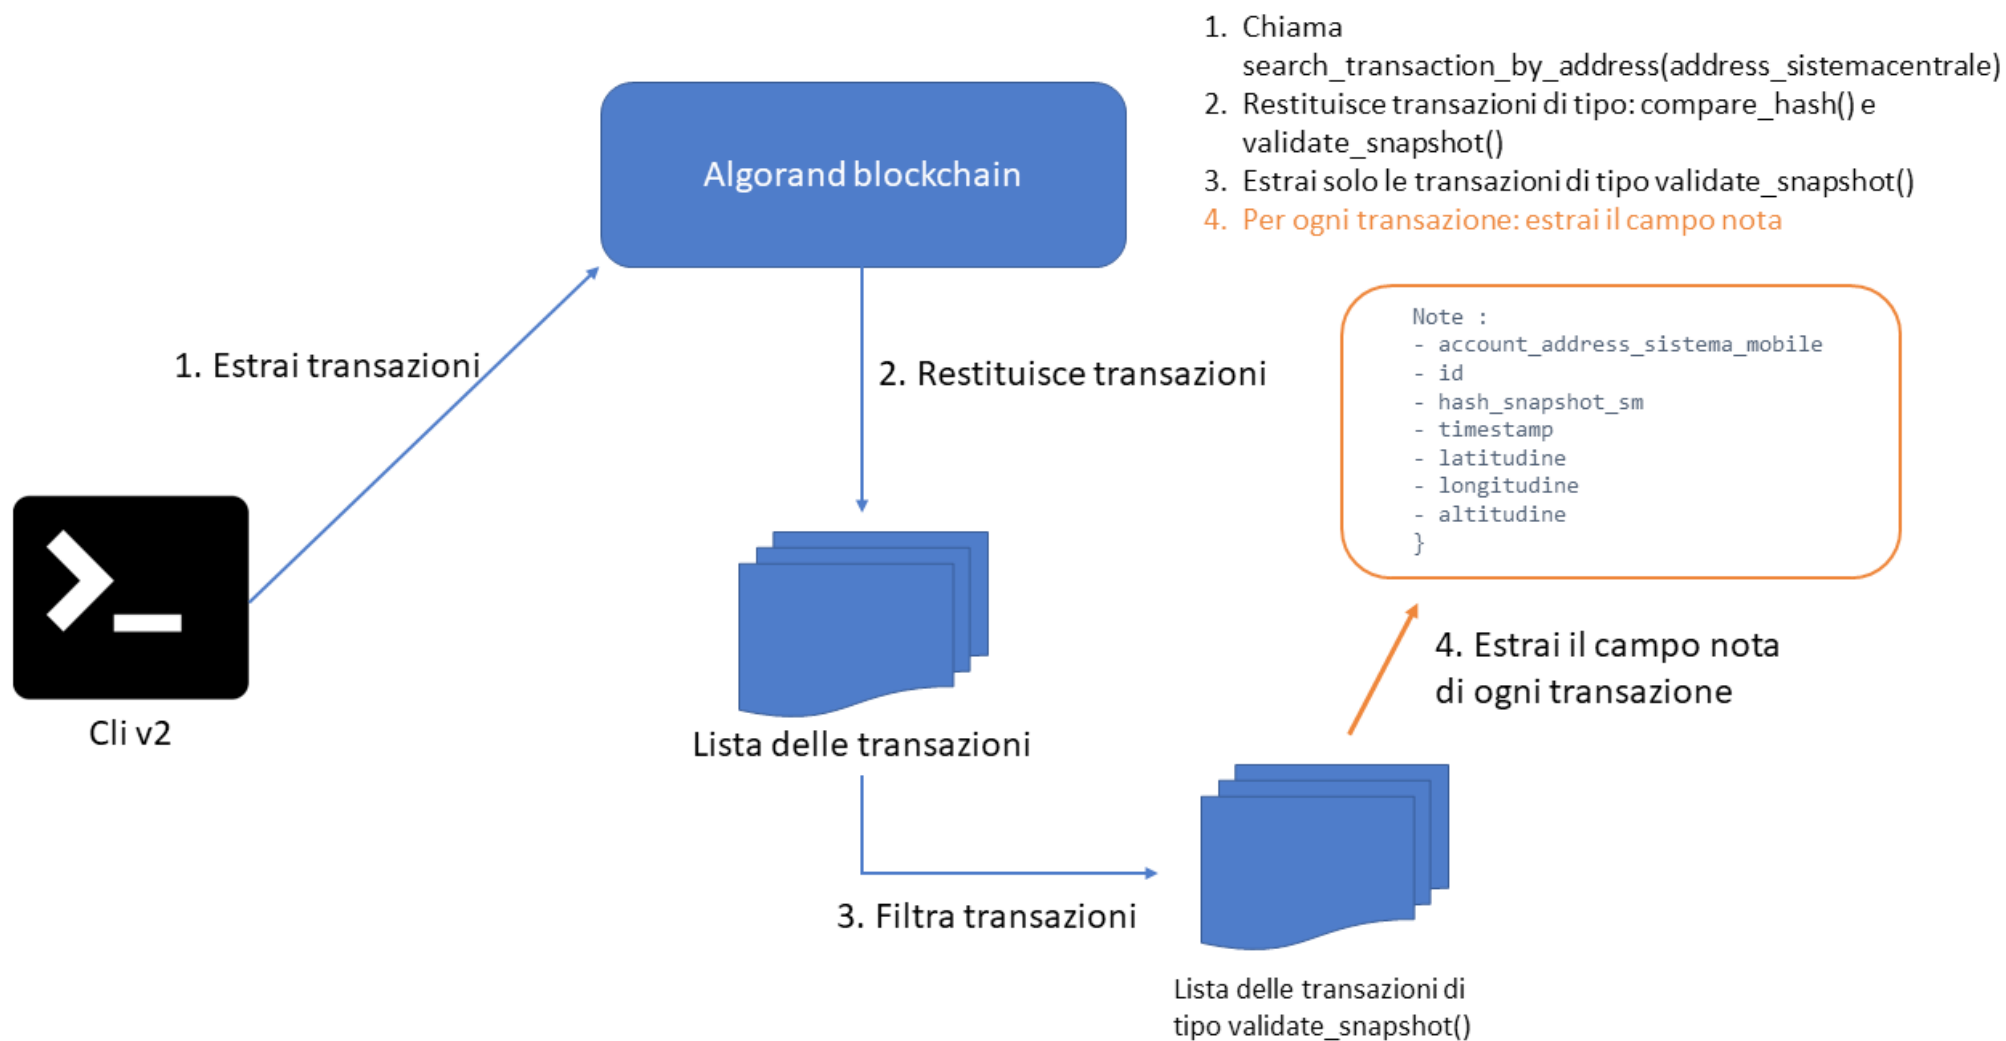 1. Chiama
search_transaction_by_address(address_sistemacentrale)
2. Restituisce transazioni di tipo: compare_hash() e
validate_snapshot()
3. Estrai solo le transazioni di tipo validate_snapshot()
4. Per ogni transazione: estrai il campo nota
Algorand blockchain
1. Estrai transazioni
2. Restituisce transazioni
Note :
- account_address_sistema_mobile
- id
- hash_snapshot_sm
- timestamp
- latitudine
- longitudine
- altitudine
}
>_
Cli v2
Lista delle transazioni
4. Estrai il campo nota
di ogni transazione
3. Filtra transazioni
Lista delle transazioni di
tipo validate_snapshot()